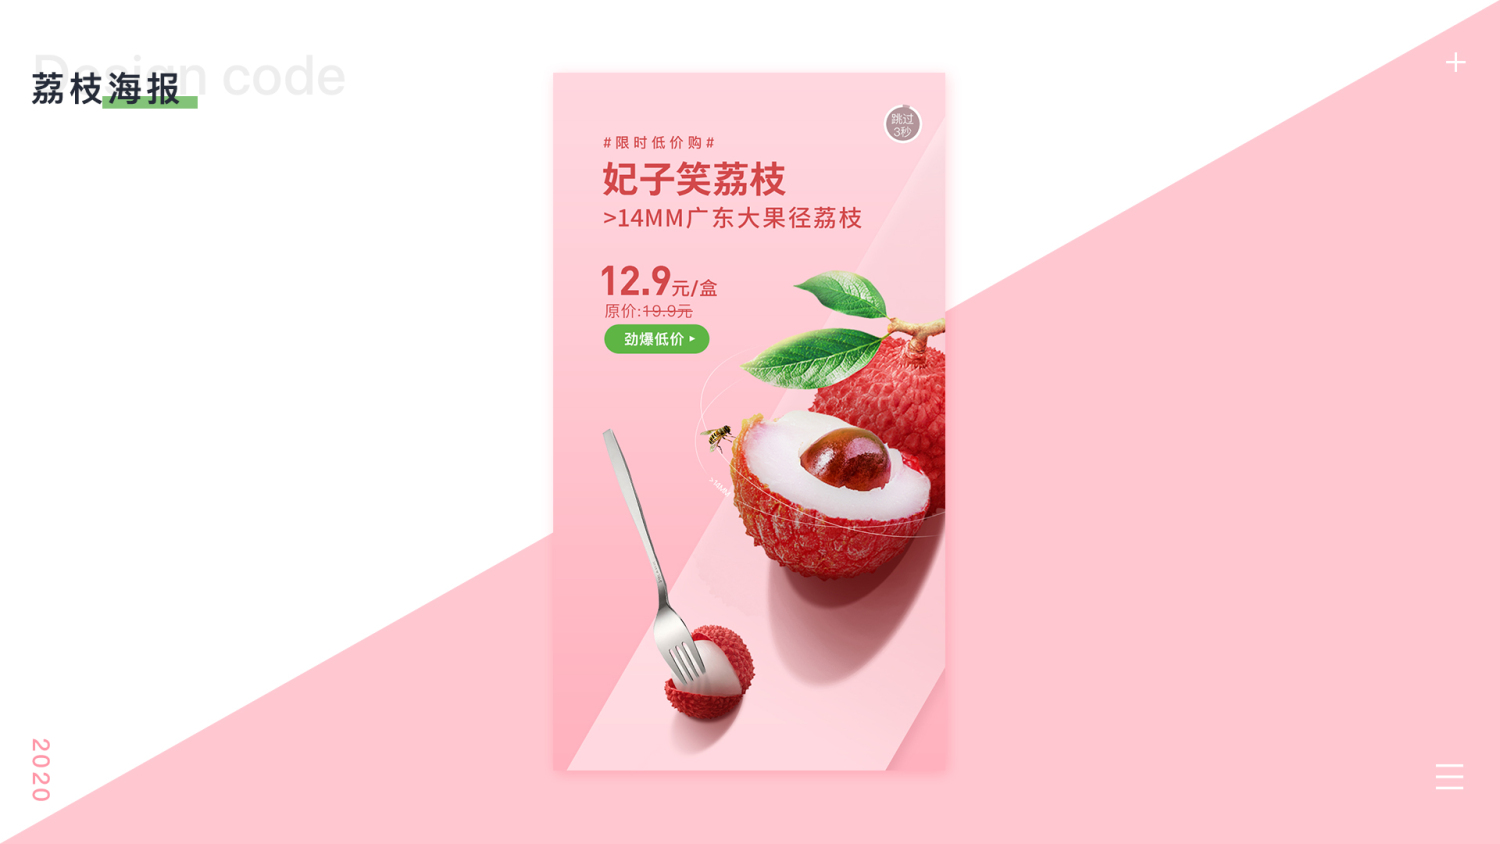 Design code
荔枝海报
跳过
3秒
#限时低价购#
妃子笑荔枝
>14MM广东大果径荔枝
12.9元/盒
原价:19.9元
劲爆低价
>14MM
2020